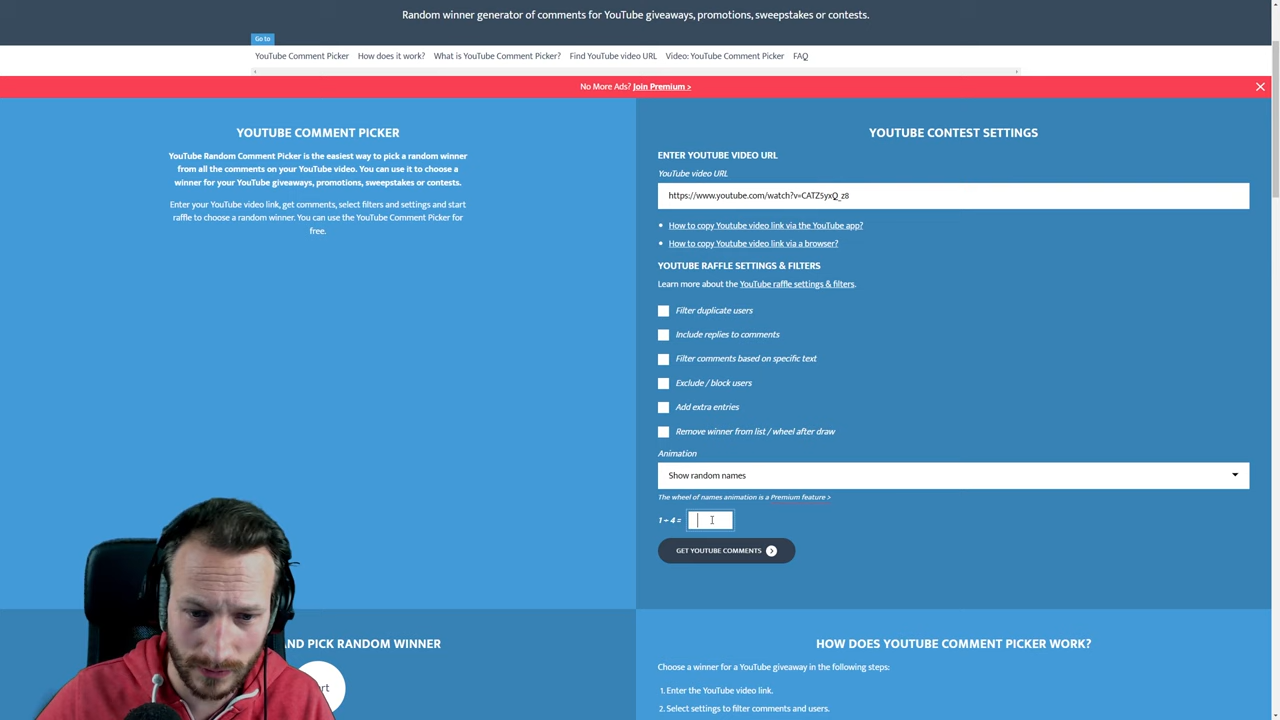 Random winner generator of comments for YouTube giveaways, promotions, sweepstakes or contests.
Go to
YouTube Comment Picker How does it work? What is YouTube Comment Picker? Find YouTube video URL Video: YouTube Comment Picker FAQ
No More Ads? Join Premium >
YOUTUBE COMMENT PICKER
YouTube Random Comment Picker is the easiest way to pick a random winner
from all the comments on your YouTube video. You can use it to choose a
winner for your YouTube giveaways, promotions, sweepstakes or contests.
Enter your YouTube video link, get comments, select filters and settings and start
raffle to choose a random winner. You can use the YouTube Comment Picker for
free.
YOUTUBE CONTEST SETTINGS
ENTER YOUTUBE VIDEO URL
YouTube video URL
https://www.youtube.com/watch?v=CATZ5yxQ_z8
How to copy Youtube video link via the YouTube app?
How to copy Youtube video link via a browser?
YOUTUBE RAFFLE SETTINGS & FILTERS
Learn more about the YouTube raffle settings & filters.
Filter duplicate users
Include replies to comments
Filter comments based on specific text
Exclude / block users
Add extra entries
Remove winner from list / wheel after draw
Animation
Show random names
The wheel of names animation is a Premium feature >
GET YOUTUBE COMMENTS
AND PICK RANDOM WINNER
HOW DOES YOUTUBE COMMENT PICKER WORK?
Choose a winner for a YouTube giveaway in the following steps:
1. Enter the YouTube video link.
2. Select settings to filter comments and users.